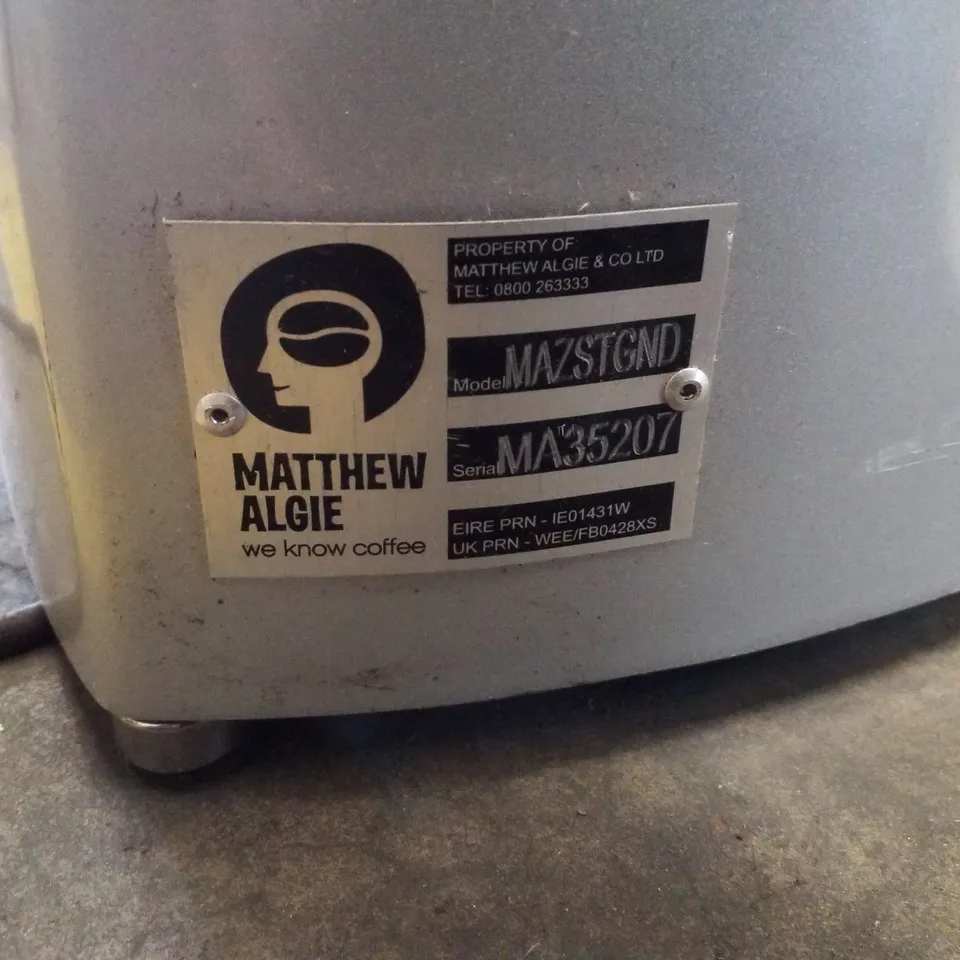 MATTHEW
ALGIE
we know coffee
PROPERTY OF
MATTHEW ALGIE & CO LTD
TEL: 0800 263333
Model MAZSTGND
Serial MA35207
EIRE PRN - IE01431W
UK PRN - WEE/FB0428XS